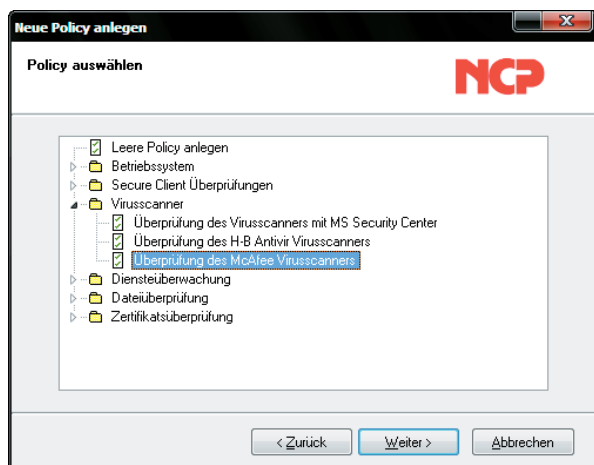 Neue Policy anlegen
Policy auswählen
NCP
Leere Policy anlegen
Betriebssystem
Secure Client Überprüfungen
Virusscanner
Überprüfung des Virusscanners mit MS Security Center
Überprüfung des H-B Antivir Virusscanners
Überprüfung des McAfee Virusscanners
Diensteüberwachung
Dateiüberprüfung
Zertifikatsüberprüfung
< Zurück
Weiter >
Abbrechen